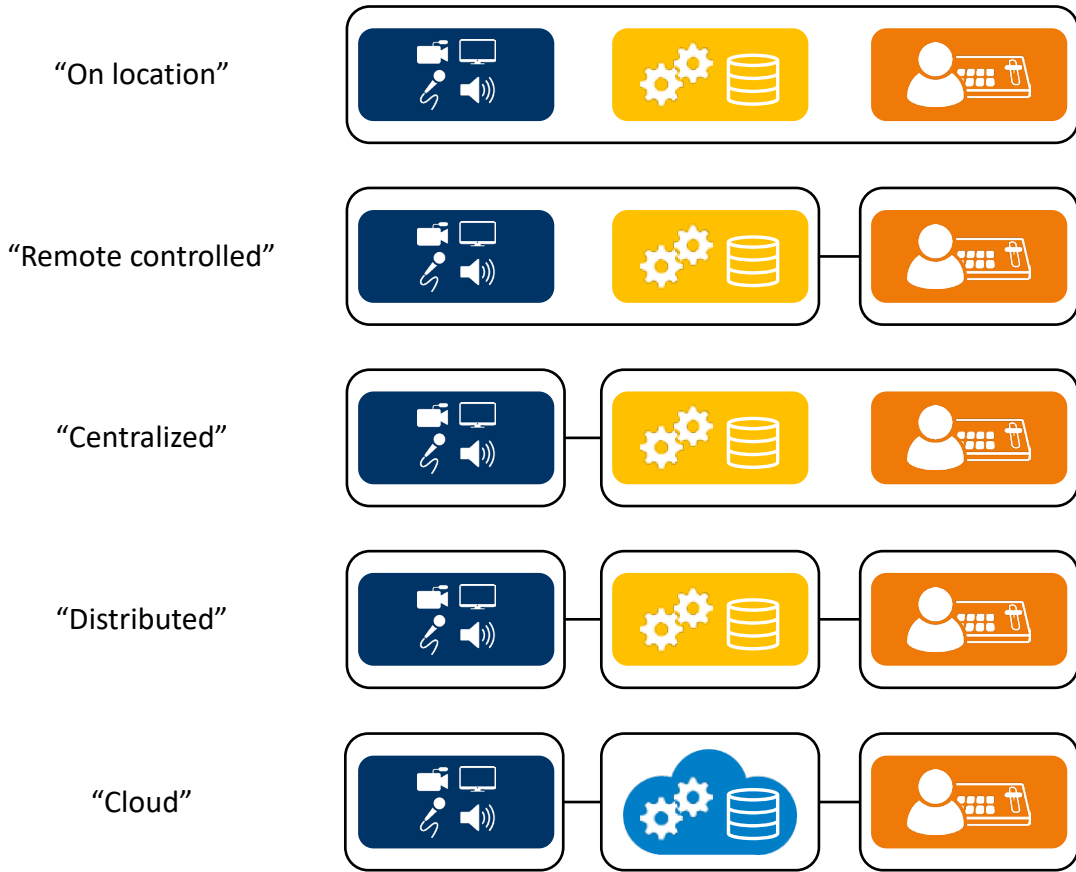 “On location”
“Remote controlled”
“Centralized”
“Distributed”
“Cloud”